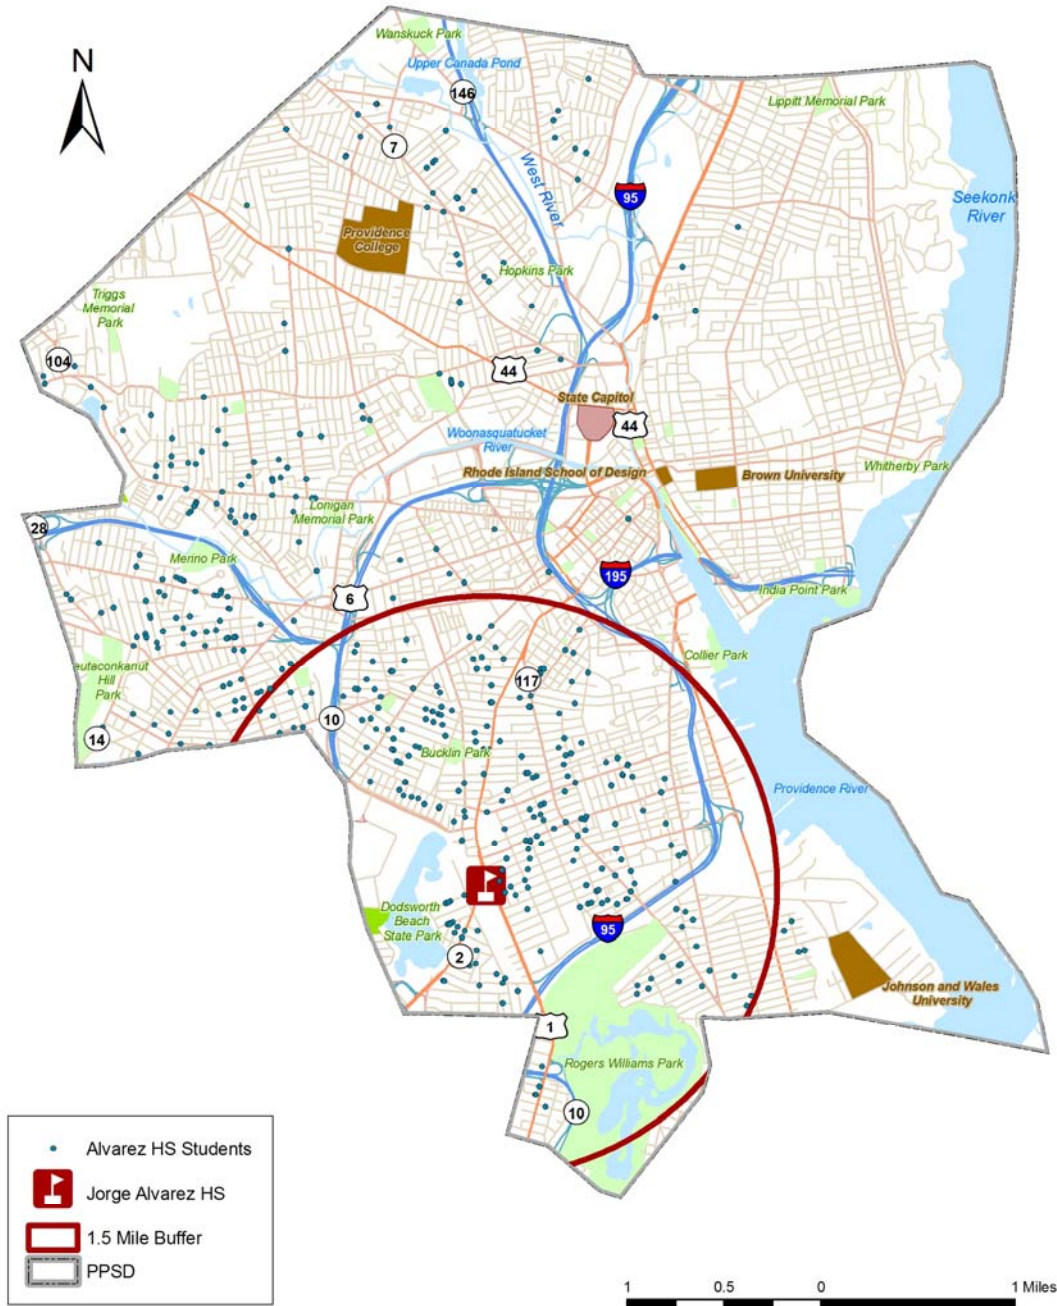 Wanskuck Park
N
Upper Canada Pond
146
Lippitt Memorial Park
7
West River
95
Seekonk
River
Providence
College
Hopkins Park
Triggs
Memorial
Park
104
44
State Capitol
44
Woonasquatucket
River
Rhode Island School of Design
Brown University
Whitherby Park
Lonigan
Memorial Park
28
Merino Park
195
6
India Point Park
eutaconkanut
Hill
Park
Collier Park
117
10
14
Bucklin Park
Providence River
Dodsworth
Beach
State Park
95
2
Johnson and Wales
University
1
Rogers Williams Park
10
Alvarez HS Students
Jorge Alvarez HS
1.5 Mile Buffer
PPSD
1 0.5 0 1 Miles